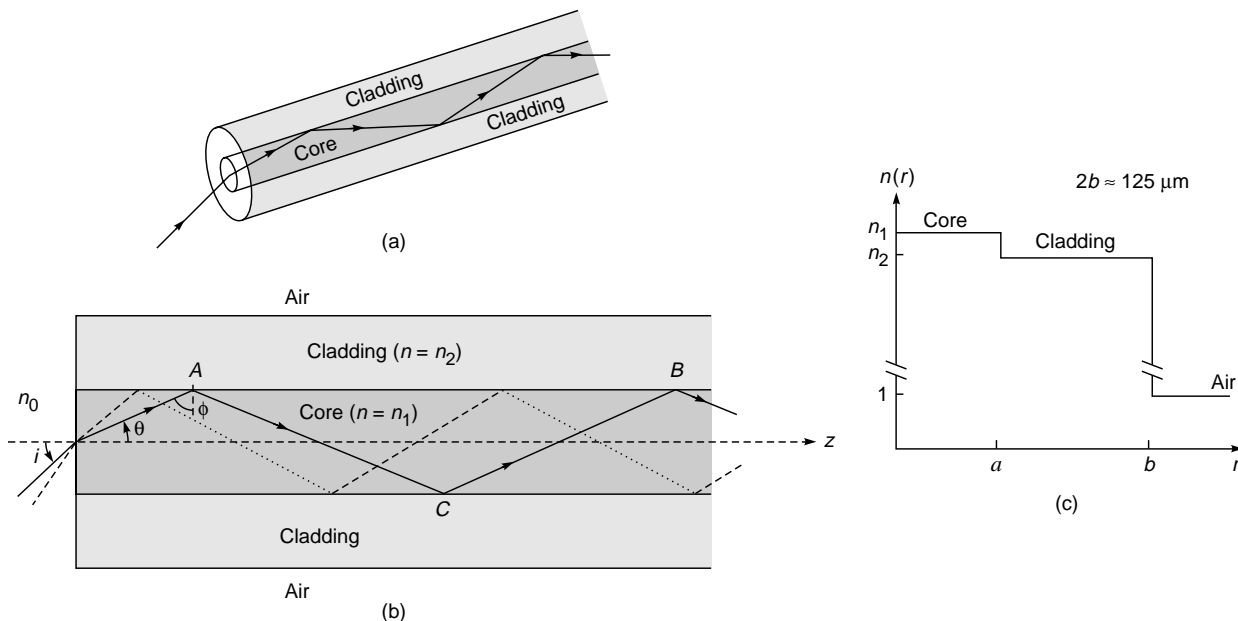 Cladding
Cladding
Core
(a)
Air
Cladding (n = n2)
A
B
n0
ϕ
Core (n = n1)
θ
z
i
C
Cladding
Air
(b)
n(r)
2b ≈ 125 μm
n1
Core
n2
Cladding
1
Air
a
b
r
(c)